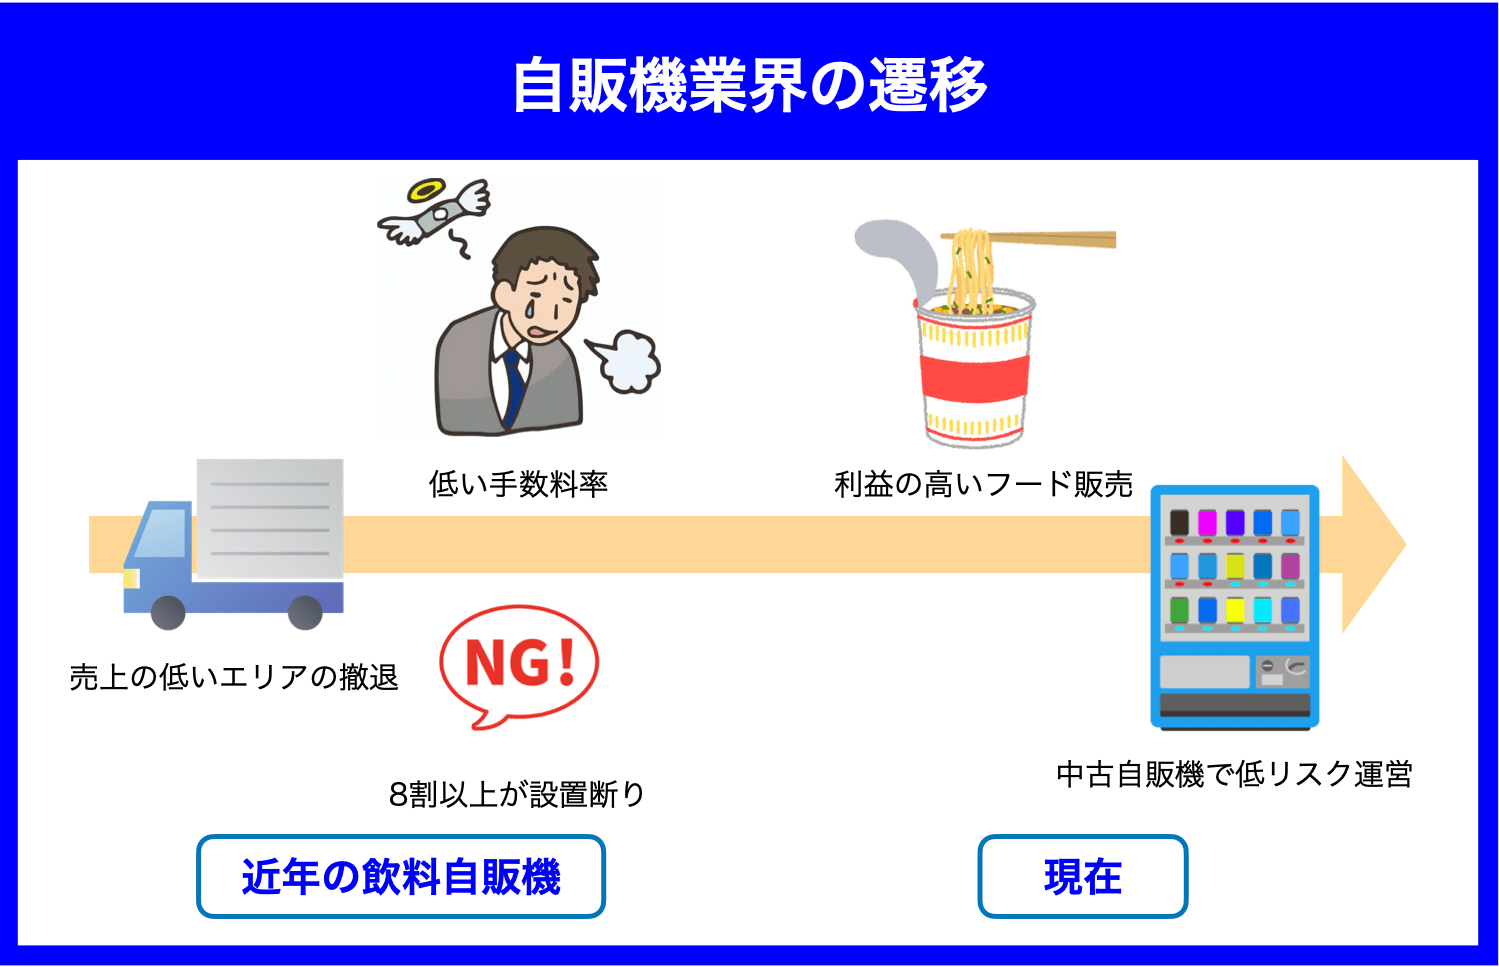 自販機業界の遷移
低い手数料率
利益の高いフード販売
売上の低いエリアの撤退
NG!
8割以上が設置断り
中古自販機で低リスク運営
近年の飲料自販機
現在